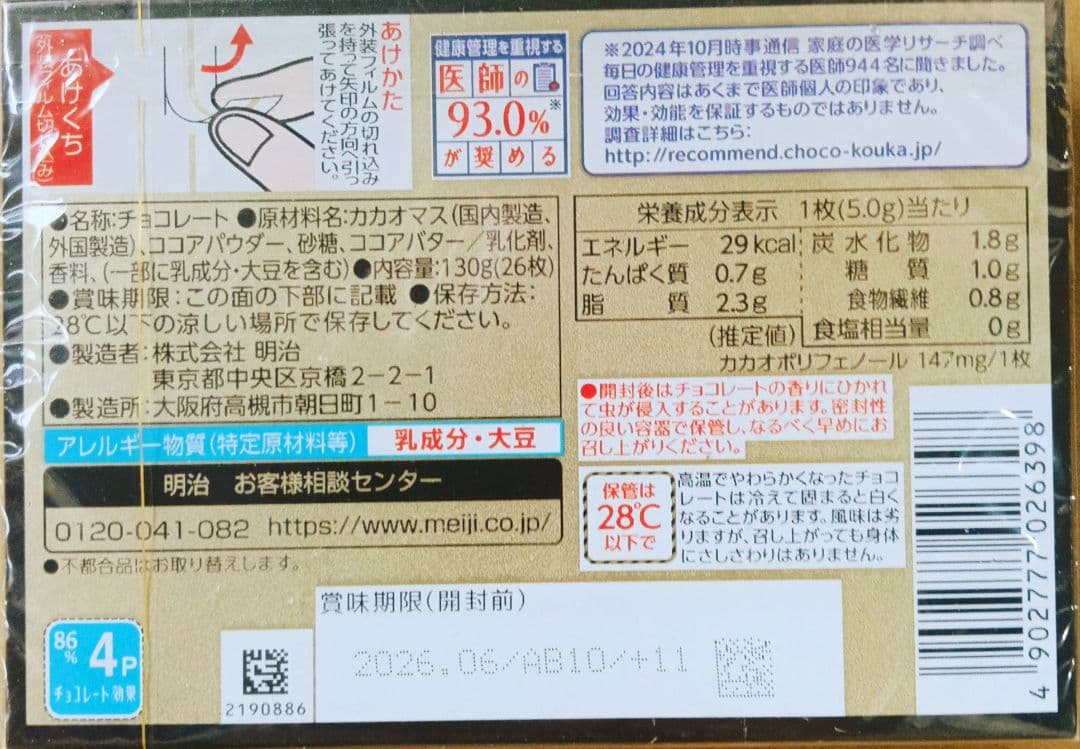 あけくち
外装フィルム切り込み)
あけかた
外装フィルムの切れ込み
を持って矢印の方向へ引っ
張ってあけてください。
健康管理を重視する
医師の
93.0%※
が奨める
※2024年10月時事通信 家庭の医学リサーチ調べ
毎日の健康管理を重視する医師944名に聞きました。
回答内容はあくまで医師個人の印象であり、
効果・効能を保証するものではありません。
調査詳細はこちら:
http://recommend.choco-kouka.jp/
●名称:チョコレート ●原材料名:カカオマス(国内製造、
外国製造)、ココアパウダー、砂糖、ココアバター/乳化剤、
香料、(一部に乳成分・大豆を含む)●内容量:130g(26枚)
●賞味期限:この面の下部に記載 ●保存方法:
28℃以下の涼しい場所で保存してください。
●製造者:株式会社 明治
東京都中央区京橋2-2-1
●製造所:大阪府高槻市朝日町1-10
アレルギー物質(特定原材料等) 乳成分・大豆
明治 お客様相談センター
0120-041-082 https://www.meiji.co.jp/
●不都合品はお取り替えします。
栄養成分表示 1枚(5.0g)当たり
エネルギー 29kcal
たんぱく質 0.7g
脂質 2.3g
炭水化物 1.8g
糖質 1.0g
食物繊維 0.8g
食塩相当量 0g
(推定値)
カカオポリフェノール 147mg/1枚
●開封後はチョコレートの香りにひかれ
て虫が侵入することがあります。密封性
の良い容器で保管し、なるべく早めにお
召し上がりください。
保管は
28℃
以下で
高温でやわらかくなったチョコ
レートは冷えて固まると白く
なることがあります。風味は劣
りますが、召し上がっても身体
にさしさわりはありません。
4902777026398
86%
4P
チョコレート効果
2190886
賞味期限(開封前)
2026.06/AB10/+11